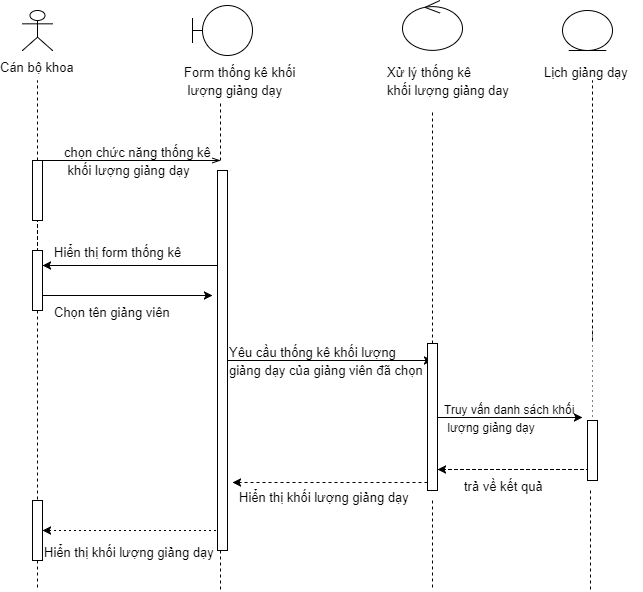 Cán bộ khoa
Form thống kê khối
lượng giảng dạy
Xử lý thống kê
khối lượng giảng dạy
Lịch giảng dạy
chọn chức năng thống kê
khối lượng giảng dạy
Hiển thị form thống kê
Chọn tên giảng viên
Yêu cầu thống kê khối lượng
giảng dạy của giảng viên đã chọn
Truy vấn danh sách khối
lượng giảng dạy
trả về kết quả
Hiển thị khối lượng giảng dạy
Hiển thị khối lượng giảng dạy